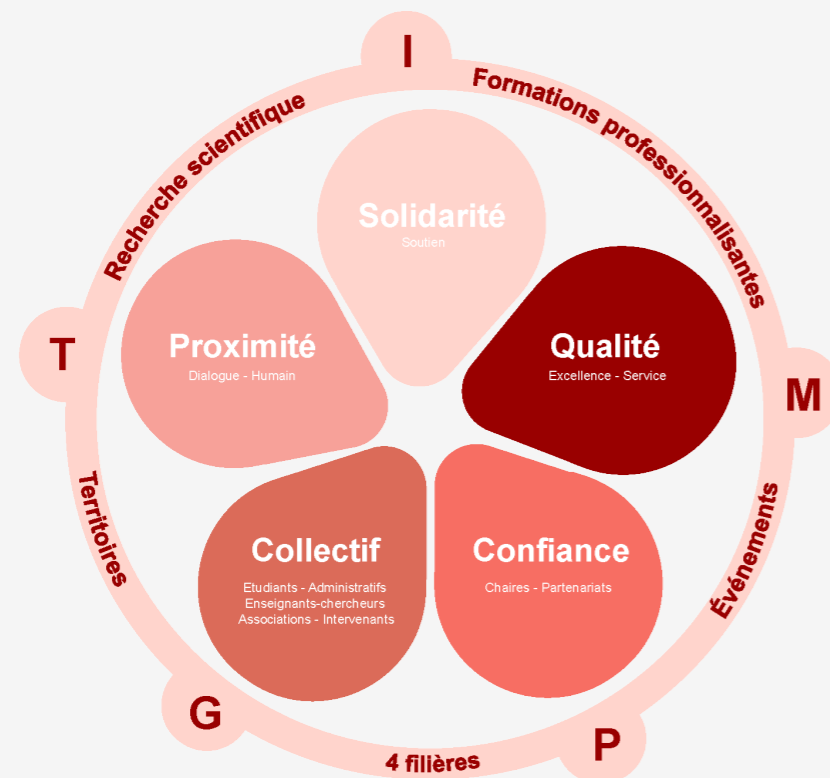 I
Formations professionnalisantes
Recherche scientifique
Solidarité
Soutien
T
Proximité
Dialogue - Humain
Qualité
Excellence - Service
M
Territoires
Collectif
Etudiants - Administratifs
Enseignants-chercheurs
Associations - Intervenants
Confiance
Chaires - Partenariats
Événements
G
4 filières
P